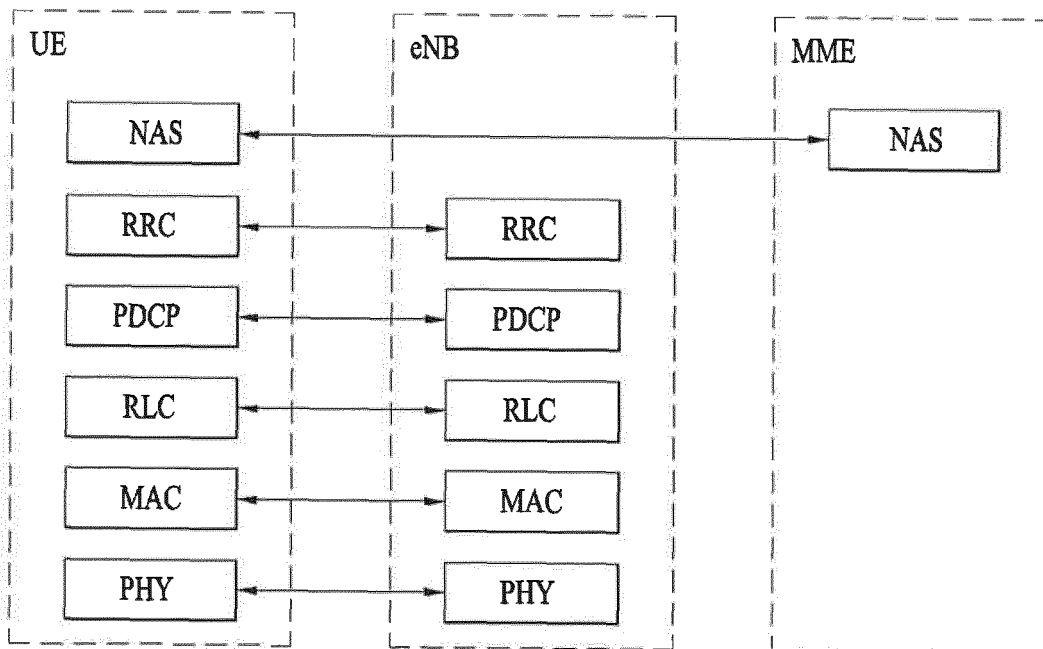 UE
eNB
MME
NAS
NAS
RRC
RRC
PDCP
PDCP
RLC
RLC
MAC
MAC
PHY
PHY